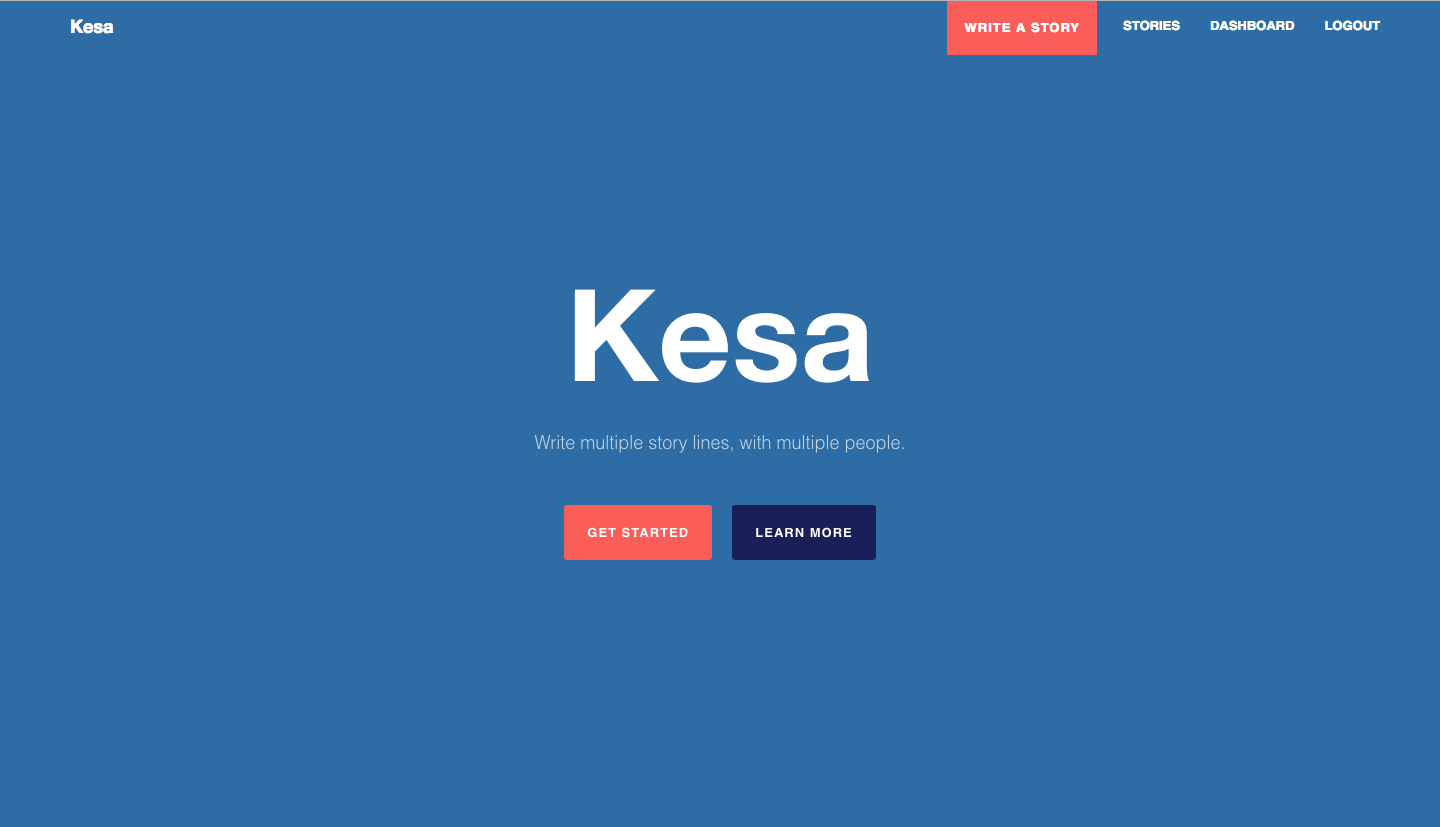 Kesa
WRITE A STORY STORIES DASHBOARD LOGOUT
Kesa
Write multiple story lines, with multiple people.
GET STARTED LEARN MORE